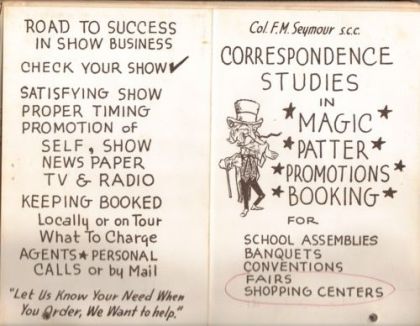 ROAD TO SUCCESS
IN SHOW BUSINESS
CHECK YOUR SHOW✓
SATISFYING SHOW
PROPER TIMING
PROMOTION of
SELF, SHOW
NEWS PAPER
TV & RADIO
KEEPING BOOKED
Locally or on Tour
What To Charge
AGENTS★PERSONAL
CALLS or by Mail
"Let Us Know Your Need When
You Order, We Want to help."
Col. F.M. Seymour s.c.c.
CORRESPONDENCE
STUDIES
IN
★MAGIC★
★PATTER★
★PROMOTIONS★
★BOOKING★
FOR
SCHOOL ASSEMBLIES
BANQUETS
CONVENTIONS
FAIRS
SHOPPING CENTERS